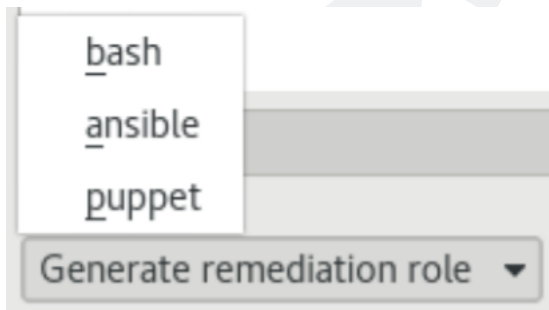 bash
ansible
puppet
Generate remediation role